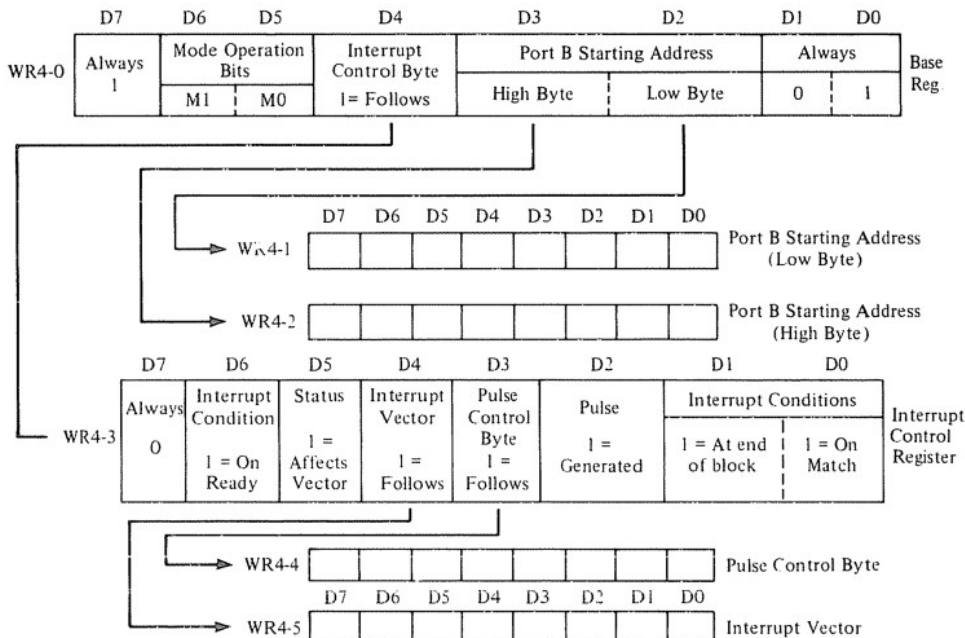 D7 D6 D5 D4 D3 D2 D1 D0
WR4-0
Always
1
Mode Operation
Bits
M1 M0
Interrupt
Control Byte
1= Follows
Port B Starting Address
High Byte Low Byte
Always
0 1
Base
Reg.
D7 D6 D5 D4 D3 D2 D1 D0
WR4-1
Port B Starting Address
(Low Byte)
WR4-2
Port B Starting Address
(High Byte)
D7 D6 D5 D4 D3 D2 D1 D0
WR4-3
Always
0
Interrupt
Condition
1 = On
Ready
Status
1 =
Affects
Vector
Interrupt
Vector
1 =
Follows
Pulse
Control
Byte
1 =
Follows
Pulse
1 =
Generated
Interrupt Conditions
1 = At end
of block
1 = On
Match
Interrupt
Control
Register
WR4-4
Pulse Control Byte
D7 D6 D5 D4 D3 D2 D1 D0
WR4-5
Interrupt Vector